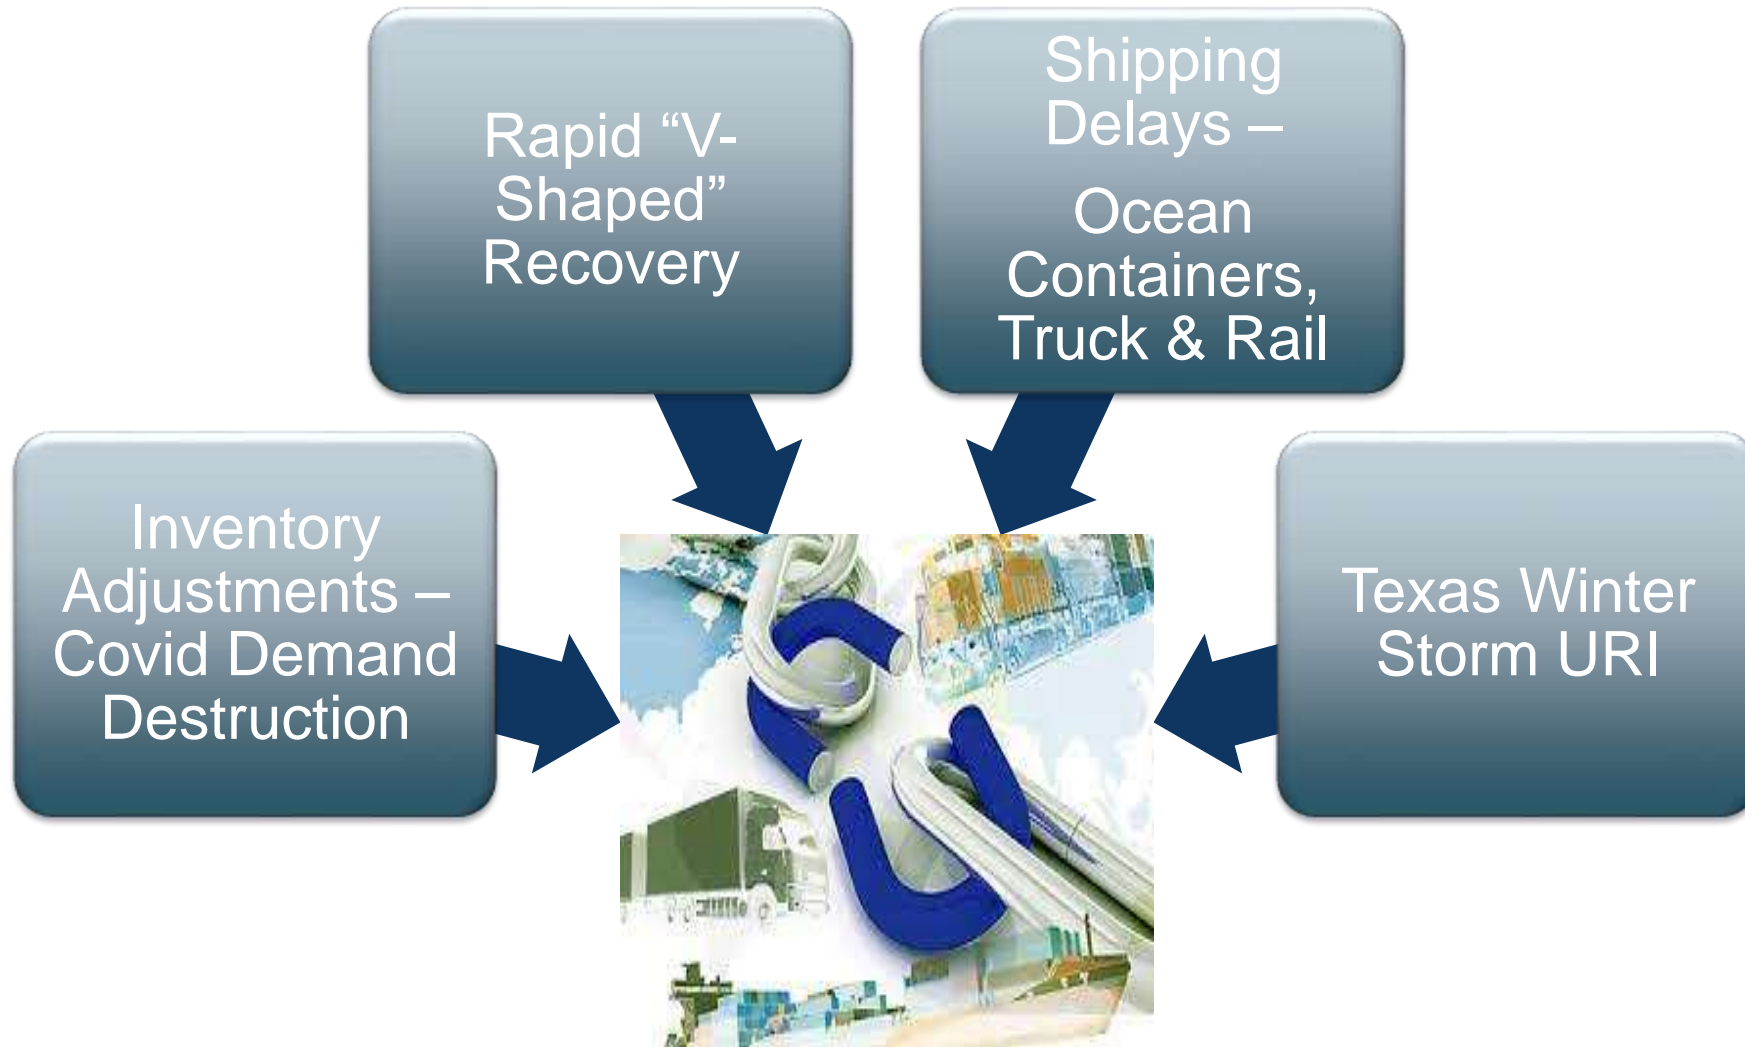 Rapid “V-
Shaped”
Recovery
Shipping
Delays –
Ocean
Containers,
Truck & Rail
Inventory
Adjustments –
Covid Demand
Destruction
Texas Winter
Storm URI